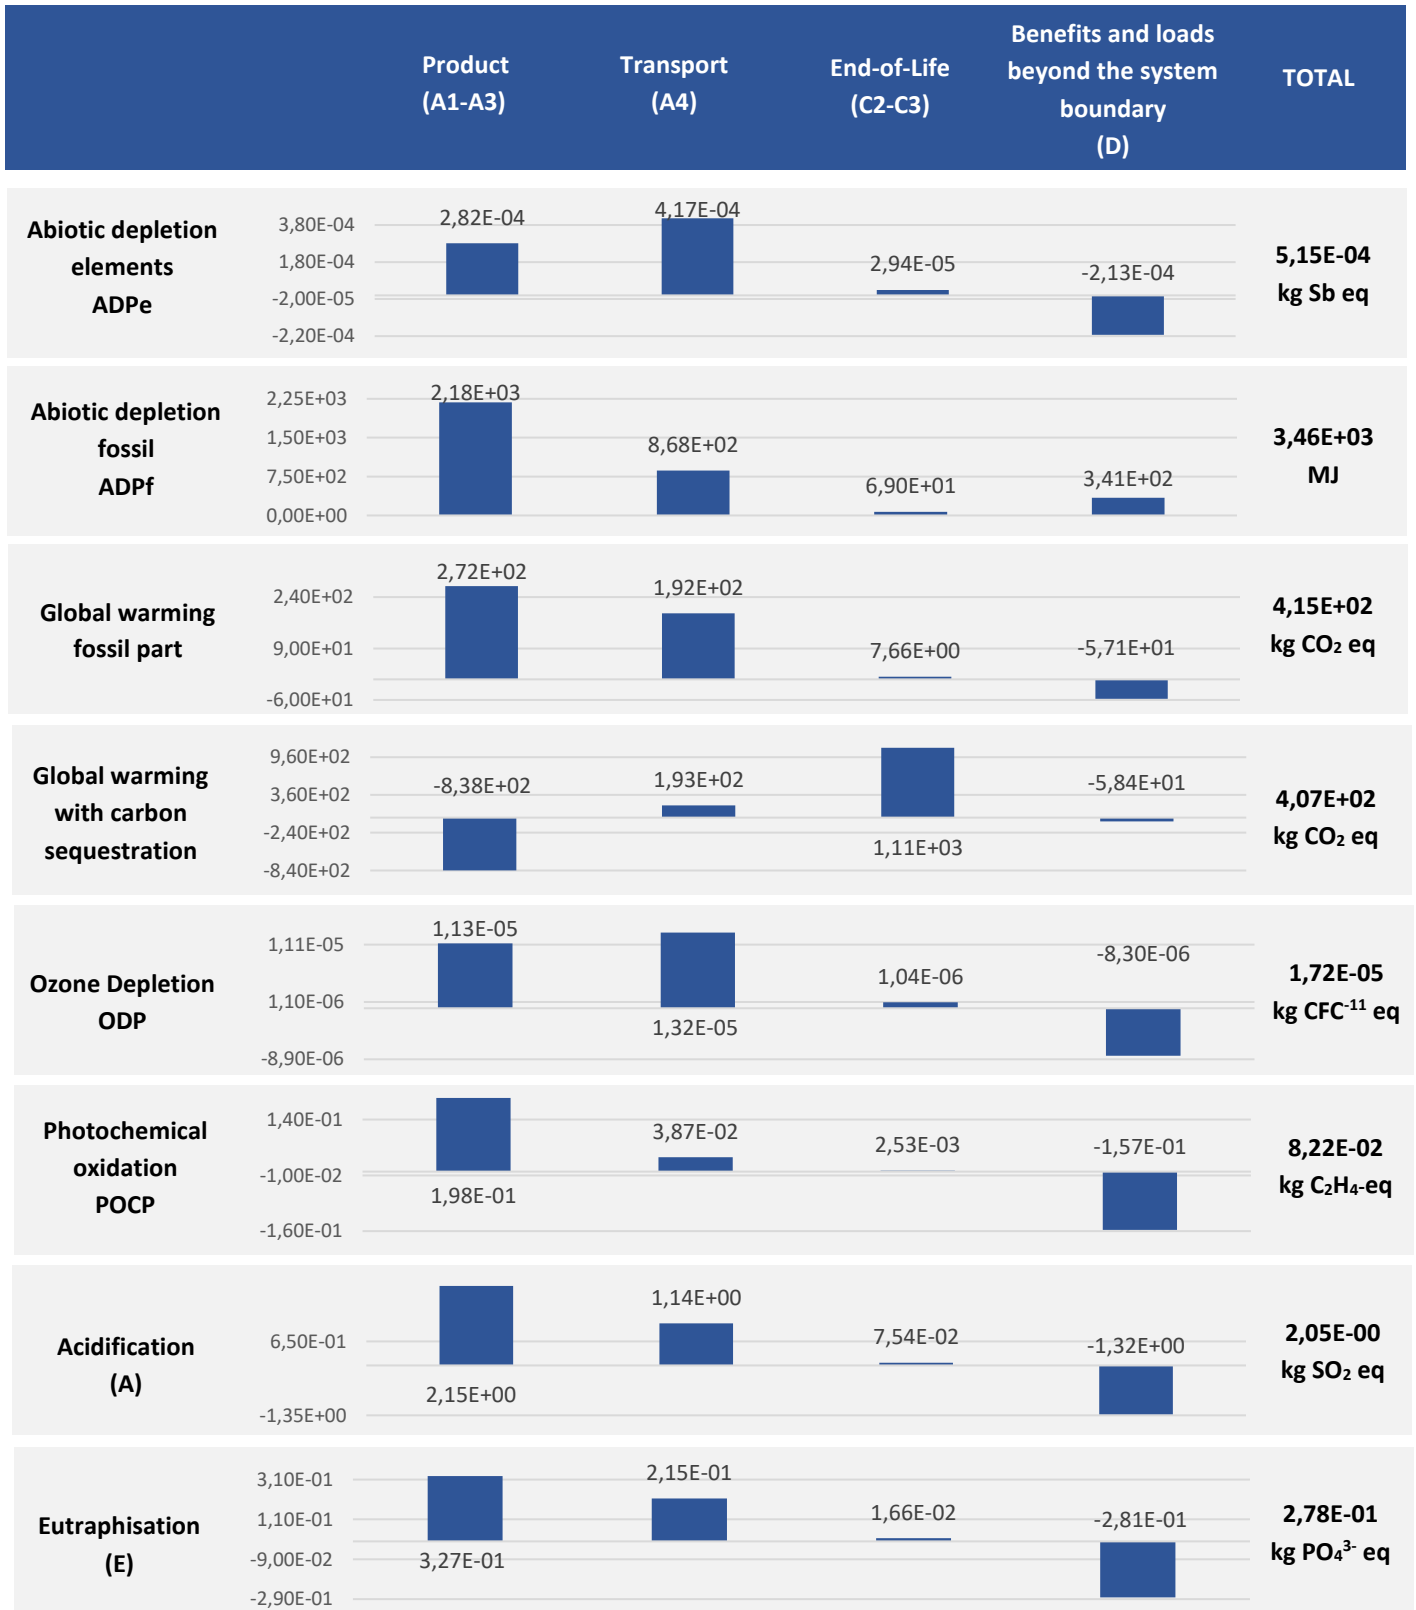 Product
(A1-A3)
Transport
(A4)
End-of-Life
(C2-C3)
Benefits and loads
beyond the system
boundary
(D)
TOTAL
Abiotic depletion
elements
ADPe
3,80E-04
1,80E-04
-2,00E-05
-2,20E-04
2,82E-04
4,17E-04
2,94E-05
-2,13E-04
5,15E-04
kg Sb eq
Abiotic depletion
fossil
ADPf
2,25E+03
1,50E+03
7,50E+02
0,00E+00
2,18E+03
8,68E+02
6,90E+01
3,41E+02
3,46E+03
MJ
Global warming
fossil part
2,40E+02
9,00E+01
-6,00E+01
2,72E+02
1,92E+02
7,66E+00
-5,71E+01
4,15E+02
kg CO₂ eq
Global warming
with carbon
sequestration
9,60E+02
3,60E+02
-2,40E+02
-8,40E+02
-8,38E+02
1,93E+02
1,11E+03
-5,84E+01
4,07E+02
kg CO₂ eq
Ozone Depletion
ODP
1,11E-05
1,10E-06
-8,90E-06
1,13E-05
1,32E-05
1,04E-06
-8,30E-06
1,72E-05
kg CFC⁻¹¹ eq
Photochemical
oxidation
POCP
1,40E-01
-1,00E-02
-1,60E-01
1,98E-01
3,87E-02
2,53E-03
-1,57E-01
8,22E-02
kg C₂H₄-eq
Acidification
(A)
6,50E-01
-1,35E+00
2,15E+00
1,14E+00
7,54E-02
-1,32E+00
2,05E-00
kg SO₂ eq
Eutraphisation
(E)
3,10E-01
1,10E-01
-9,00E-02
-2,90E-01
3,27E-01
2,15E-01
1,66E-02
-2,81E-01
2,78E-01
kg PO₄³⁻ eq